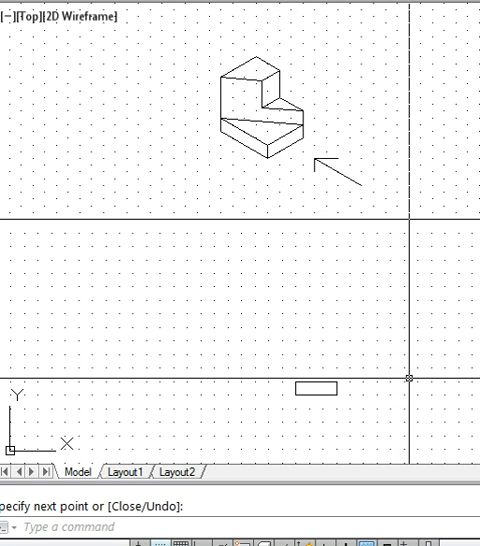 [−][Top][2D Wireframe]
Y
X
Model Layout1 Layout2
pecify next point or [Close/Undo]:
Type a command